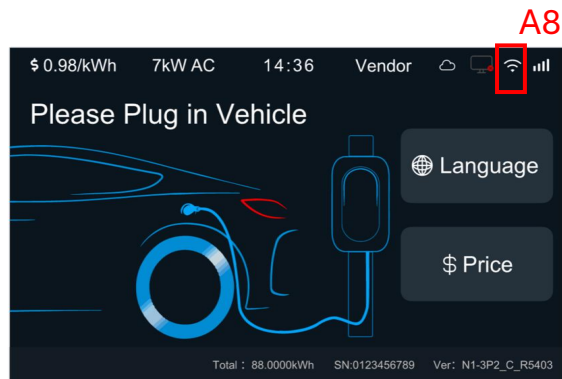 A8
$ 0.98/kWh 7kW AC 14:36 Vendor
Please Plug in Vehicle
Language
$ Price
Total： 88.0000kWh SN:0123456789 Ver: N1-3P2_C_R5403